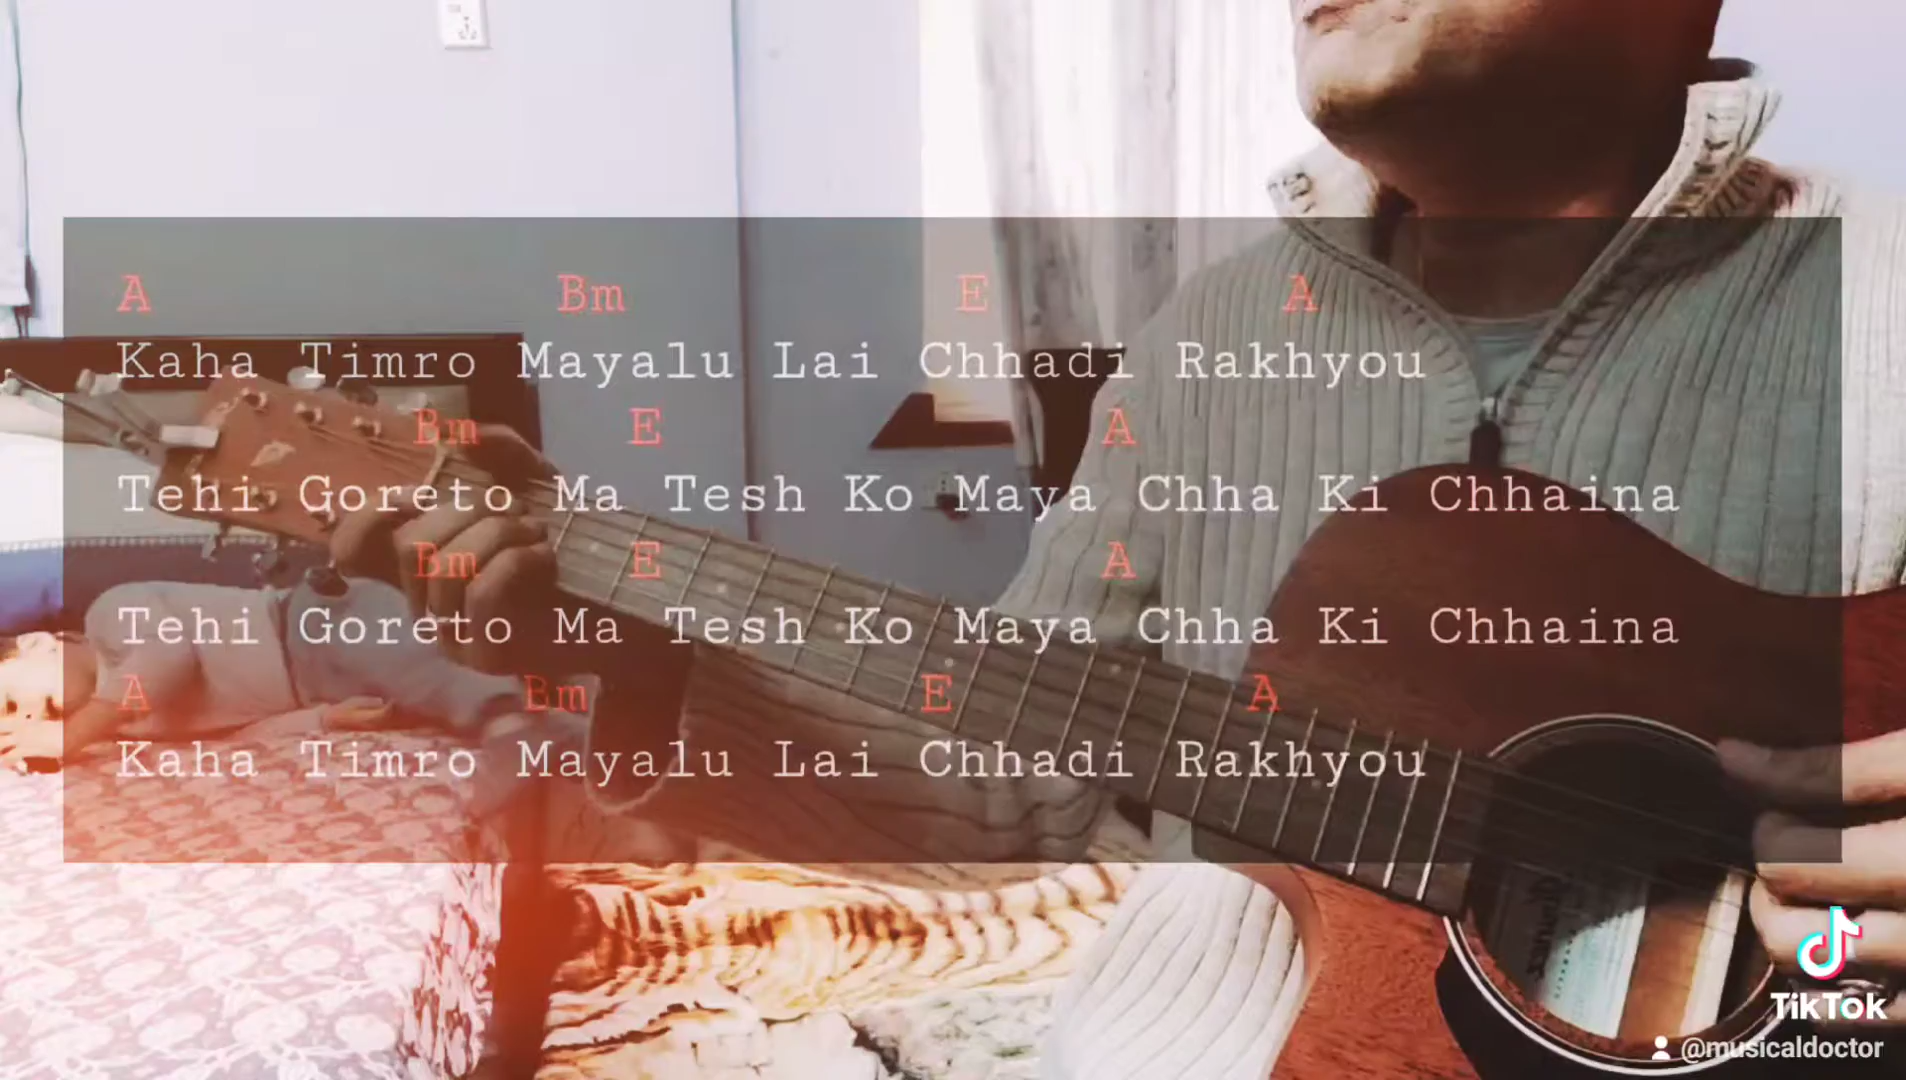 A Bm E A
Kaha Timro Mayalu Lai Chhadi Rakhyou
Bm E A
Tehi Goreto Ma Tesh Ko Maya Chha Ki Chhaina
Bm E A
Tehi Goreto Ma Tesh Ko Maya Chha Ki Chhaina
A Bm E A
Kaha Timro Mayalu Lai Chhadi Rakhyou
TikTok
@musicaldoctor